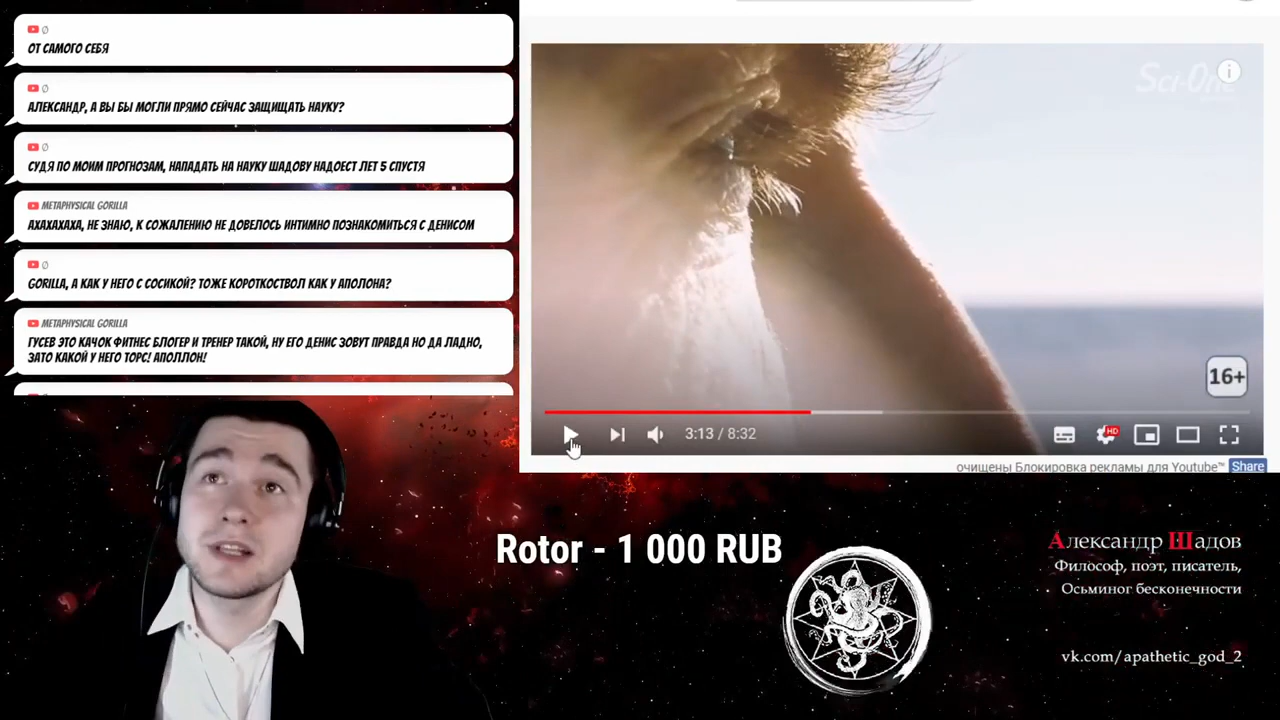 Ø
ОТ САМОГО СЕБЯ
Ø
АЛЕКСАНДР, А ВЫ БЫ МОГЛИ ПРЯМО СЕЙЧАС ЗАЩИЩАТЬ НАУКУ?
Ø
СУДЯ ПО МОИМ ПРОГНОЗАМ, НАПАДАТЬ НА НАУКУ ШАДОВУ НАДОЕСТ ЛЕТ 5 СПУСТЯ
METAPHYSICAL GORILLA
АХАХАХАХА, НЕ ЗНАЮ, К СОЖАЛЕНИЮ НЕ ДОВЕЛОСЬ ИНТИМНО ПОЗНАКОМИТЬСЯ С ДЕНИСОМ
Ø
GORILLA, А КАК У НЕГО С СОСИКОЙ? ТОЖЕ КОРОТКОСТВОЛ КАК У АПОЛОНА?
METAPHYSICAL GORILLA
ГУСЕВ ЭТО КАЧОК ФИТНЕС БЛОГЕР И ТРЕНЕР ТАКОЙ, НУ ЕГО ДЕНИС ЗОВУТ ПРАВДА НО ДА ЛАДНО,
ЗАТО КАКОЙ У НЕГО ТОРС! АПОЛЛОН!
Sci-One
16+
3:13 / 8:32
HD
очищены Блокировка рекламы для Youtube™ Share
Rotor - 1 000 RUB
Александр Шадов
Философ, поэт, писатель,
Осьминог бесконечности
vk.com/apathetic_god_2